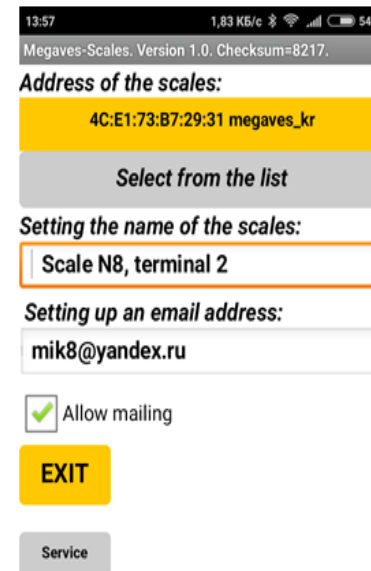 13:57 1,83 КБ/с 54
Megaves-Scales. Version 1.0. Checksum=8217.
Address of the scales:
4C:E1:73:B7:29:31 megaves_kr
Select from the list
Setting the name of the scales:
Scale N8, terminal 2
Setting up an email address:
mik8@yandex.ru
Allow mailing
EXIT
Service